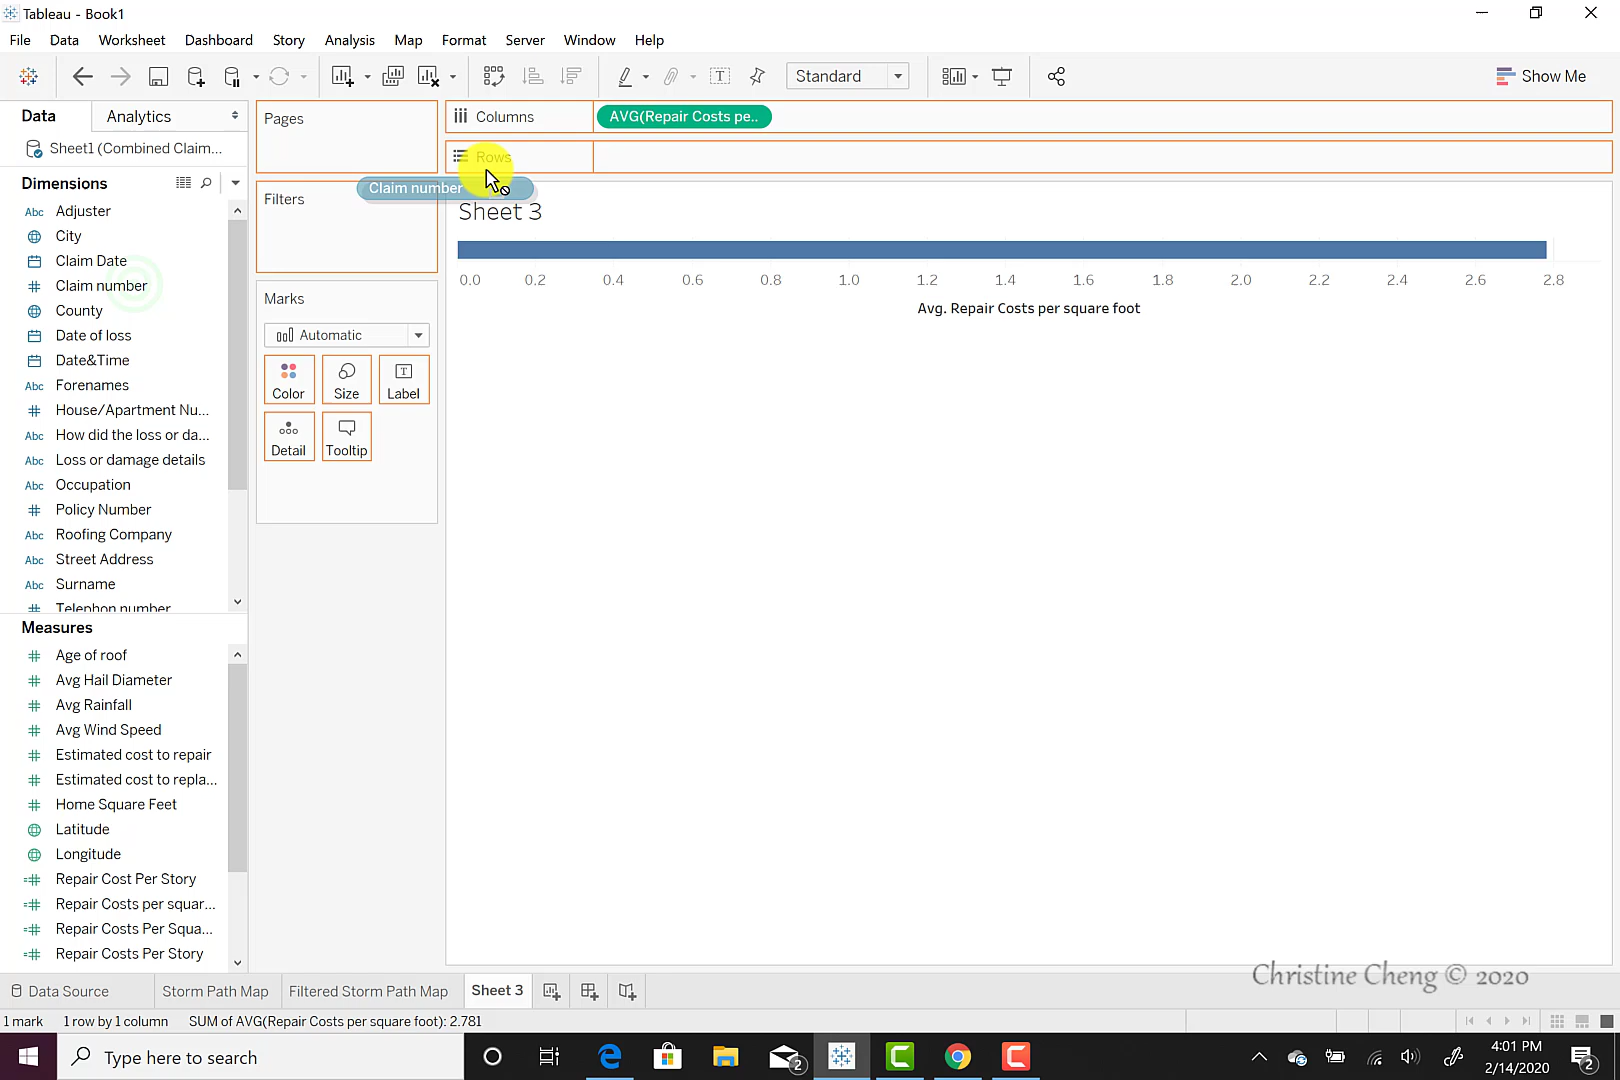 Tableau - Book1
File Data Worksheet Dashboard Story Analysis Map Format Server Window Help
Standard
Show Me
Data
Analytics
Sheet1 (Combined Claim...
Dimensions
Abc Adjuster
City
Claim Date
Claim number
County
Date of loss
Date&Time
Abc Forenames
House/Apartment Nu...
Abc How did the loss or da...
Abc Loss or damage details
Abc Occupation
Policy Number
Abc Roofing Company
Abc Street Address
Abc Surname
Telephon number
Measures
Age of roof
Avg Hail Diameter
Avg Rainfall
Avg Wind Speed
Estimated cost to repair
Estimated cost to repla...
Home Square Feet
Latitude
Longitude
Repair Cost Per Story
Repair Costs per squar...
Repair Costs Per Squa...
Repair Costs Per Story
Pages
Filters
Marks
Automatic
Color Size Label
Detail Tooltip
Columns
AVG(Repair Costs pe..
Rows
Claim number
Sheet 3
0.0 0.2 0.4 0.6 0.8 1.0 1.2 1.4 1.6 1.8 2.0 2.2 2.4 2.6 2.8
Avg. Repair Costs per square foot
Christine Cheng © 2020
Data Source Storm Path Map Filtered Storm Path Map Sheet 3
1 mark 1 row by 1 column SUM of AVG(Repair Costs per square foot): 2.781
Type here to search
2
4:01 PM
2/14/2020
2